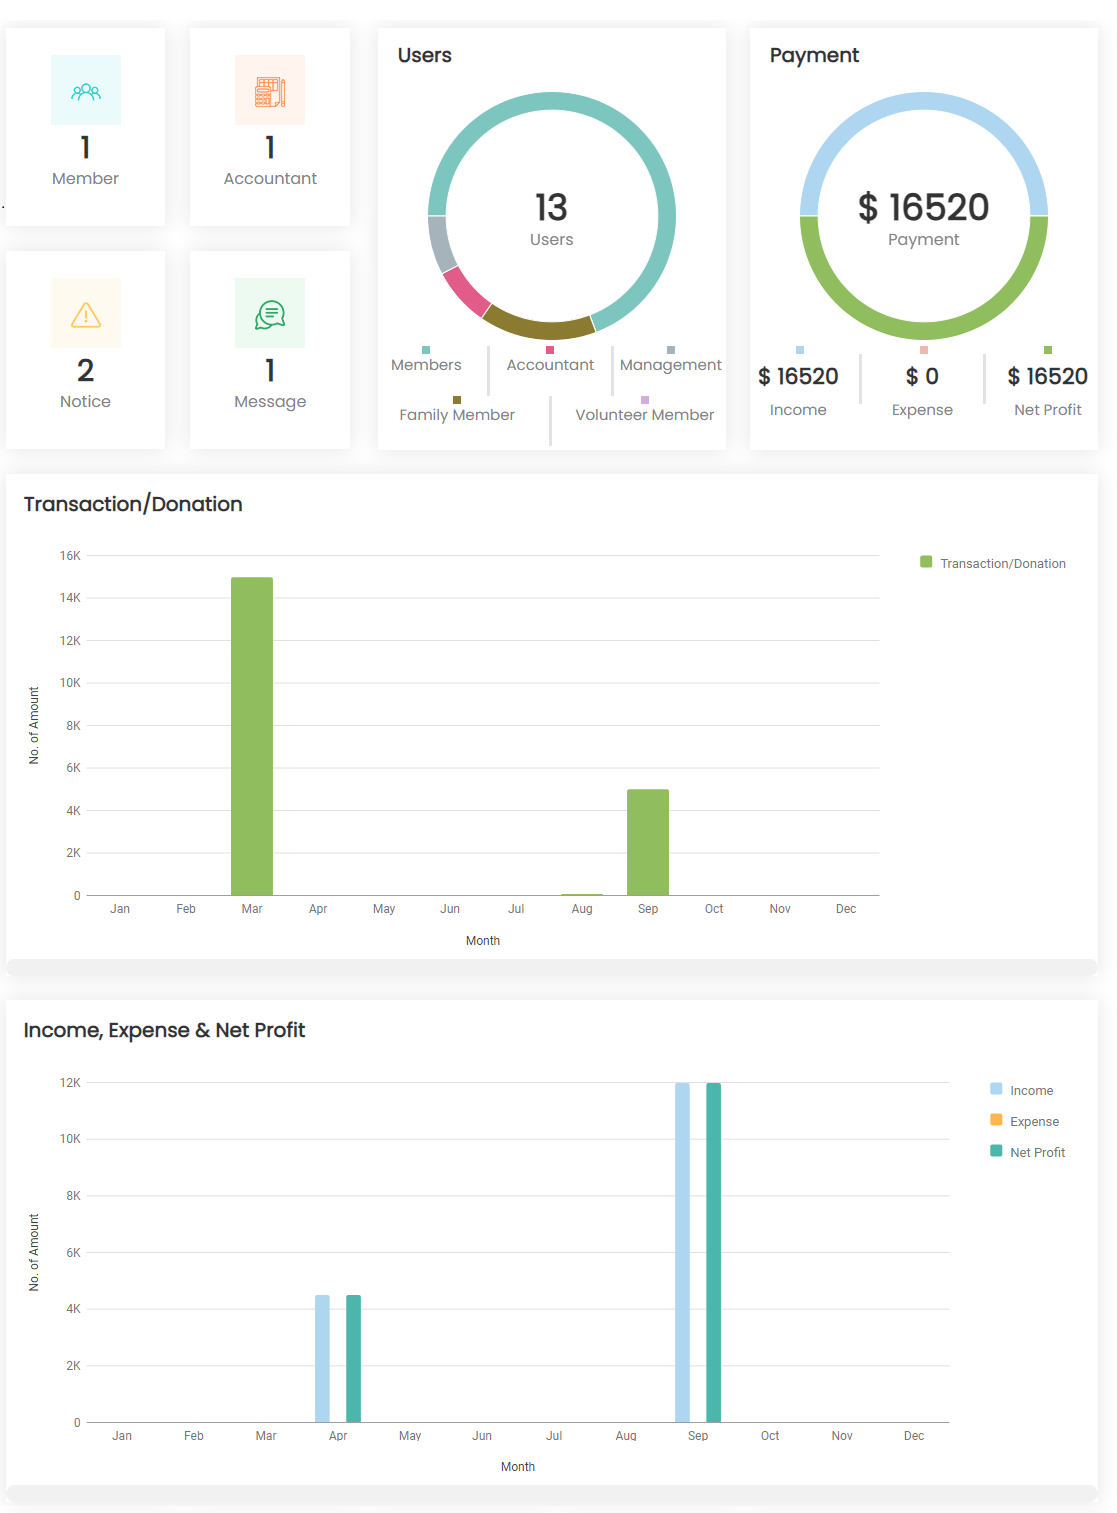 1
Member
1
Accountant
2
Notice
1
Message
Users
13
Users
Members
Accountant
Management
Family Member
Volunteer Member
Payment
$ 16520
Payment
$ 16520
Income
$ 0
Expense
$ 16520
Net Profit
Transaction/Donation
16K
14K
12K
10K
8K
6K
4K
2K
0
No. of Amount
Jan Feb Mar Apr May Jun Jul Aug Sep Oct Nov Dec
Month
Transaction/Donation
Income, Expense & Net Profit
12K
10K
8K
6K
4K
2K
0
No. of Amount
Jan Feb Mar Apr May Jun Jul Aug Sep Oct Nov Dec
Month
Income
Expense
Net Profit